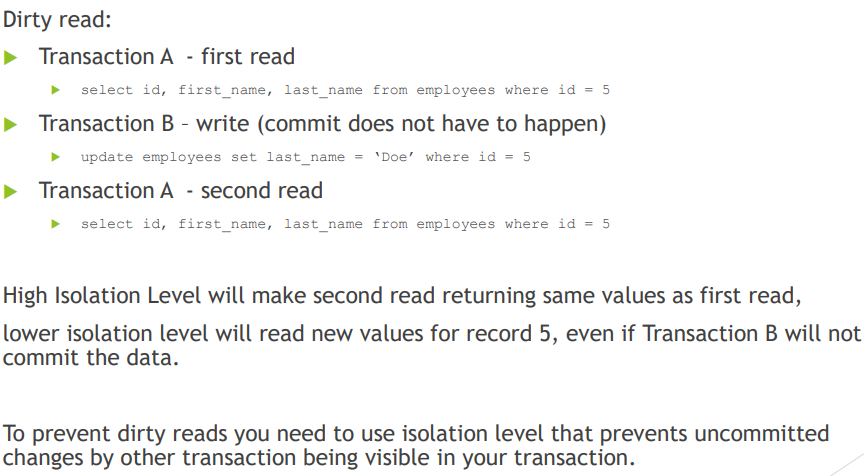 Dirty read:
Transaction A  - first read
select id, first_name, last_name from employees where id = 5
Transaction B – write (commit does not have to happen)
update employees set last_name = ‘Doe’ where id = 5
Transaction A  - second read
select id, first_name, last_name from employees where id = 5
High Isolation Level will make second read returning same values as first read,
lower isolation level will read new values for record 5, even if Transaction B will not
commit the data.
To prevent dirty reads you need to use isolation level that prevents uncommitted
changes by other transaction being visible in your transaction.